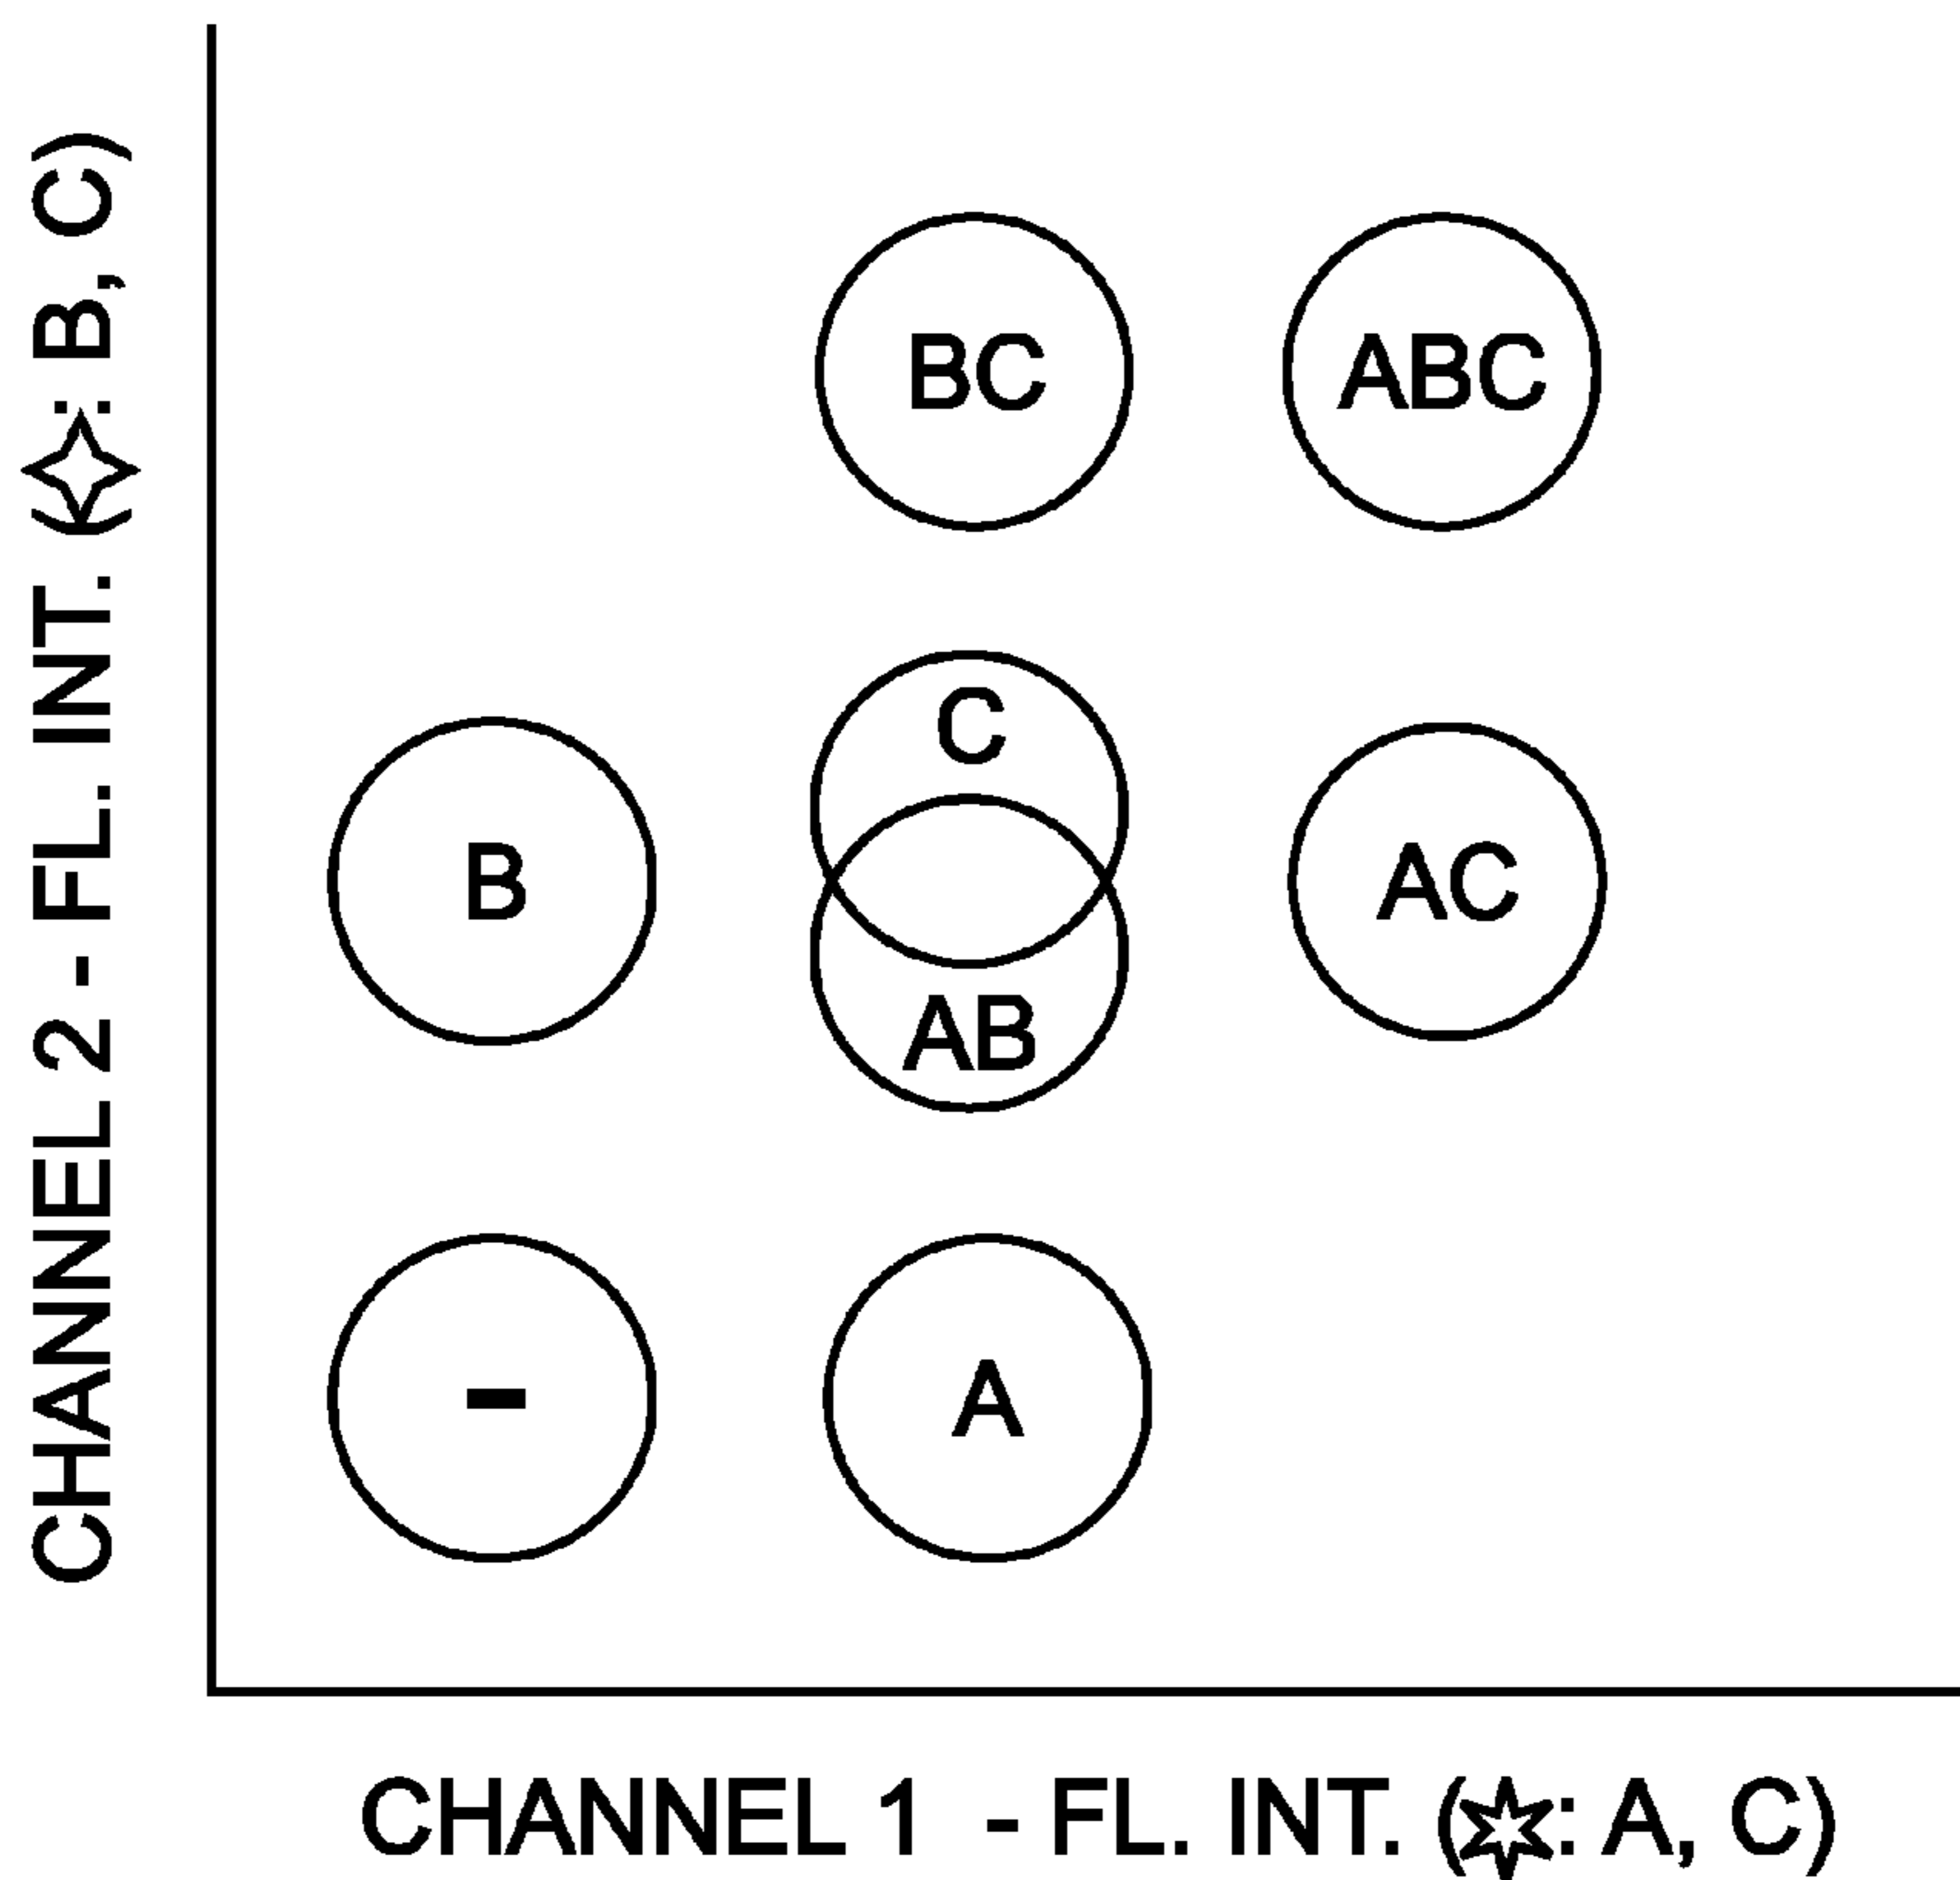 CHANNEL 2 - FL. INT. (✧: B, C)
BC
ABC
C
B
AC
AB
-
A
CHANNEL 1 - FL. INT. (✡: A, C)